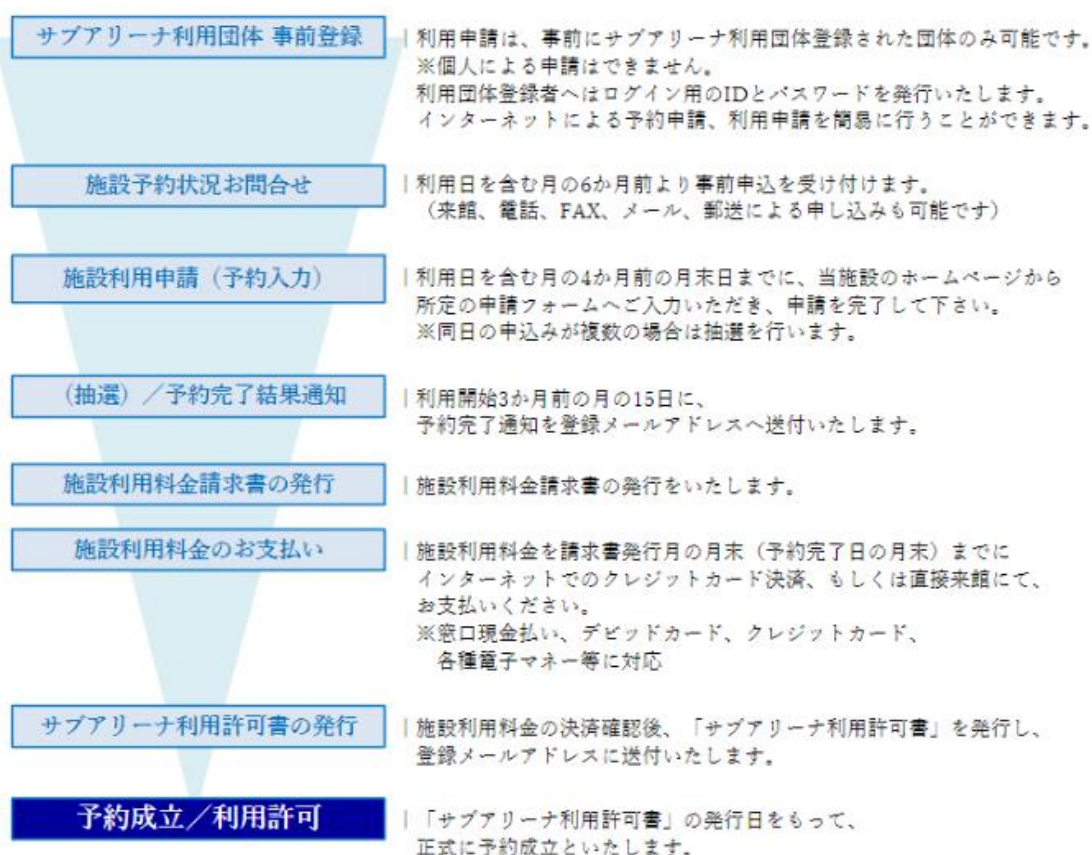 サブアリーナ利用団体 事前登録
|利用申請は、事前にサブアリーナ利用団体登録された団体のみ可能です。
※個人による申請はできません。
利用団体登録者へはログイン用のIDとパスワードを発行いたします。
インターネットによる予約申請、利用申請を簡易に行うことができます。
施設予約状況お問合せ
|利用日を含む月の6か月前より事前申込を受け付けます。
（来館、電話、FAX、メール、郵送による申し込みも可能です）
施設利用申請（予約入力）
|利用日を含む月の4か月前の月末日までに、当施設のホームページから
所定の申請フォームへご入力いただき、申請を完了して下さい。
※同日の申込みが複数の場合は抽選を行います。
（抽選）／予約完了結果通知
|利用開始3か月前の月の15日に、
予約完了通知を登録メールアドレスへ送付いたします。
施設利用料金請求書の発行
|施設利用料金請求書の発行をいたします。
施設利用料金のお支払い
|施設利用料金を請求書発行月の月末（予約完了日の月末）までに
インターネットでのクレジットカード決済、もしくは直接来館にて、
お支払いください。
※窓口現金払い、デビッドカード、クレジットカード、
各種電子マネー等に対応
サブアリーナ利用許可書の発行
|施設利用料金の決済確認後、「サブアリーナ利用許可書」を発行し、
登録メールアドレスに送付いたします。
予約成立／利用許可
|「サブアリーナ利用許可書」の発行日をもって、
正式に予約成立といたします。